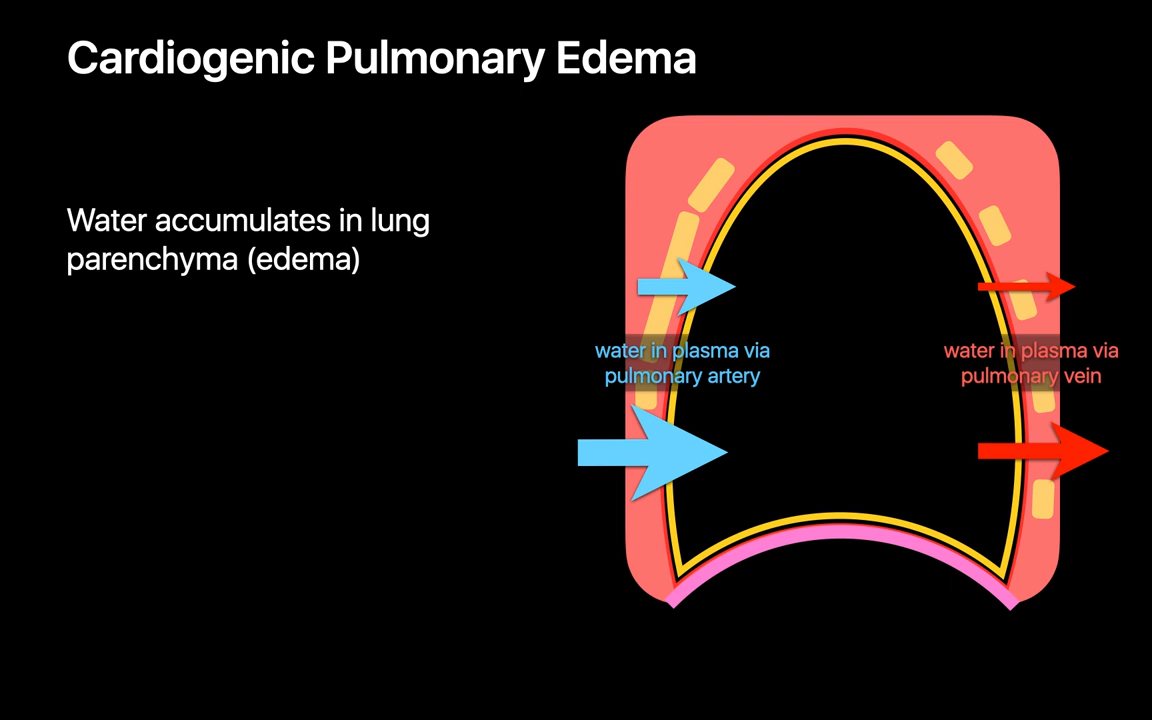 Cardiogenic Pulmonary Edema
Water accumulates in lung
parenchyma (edema)
water in plasma via
pulmonary artery
water in plasma via
pulmonary vein